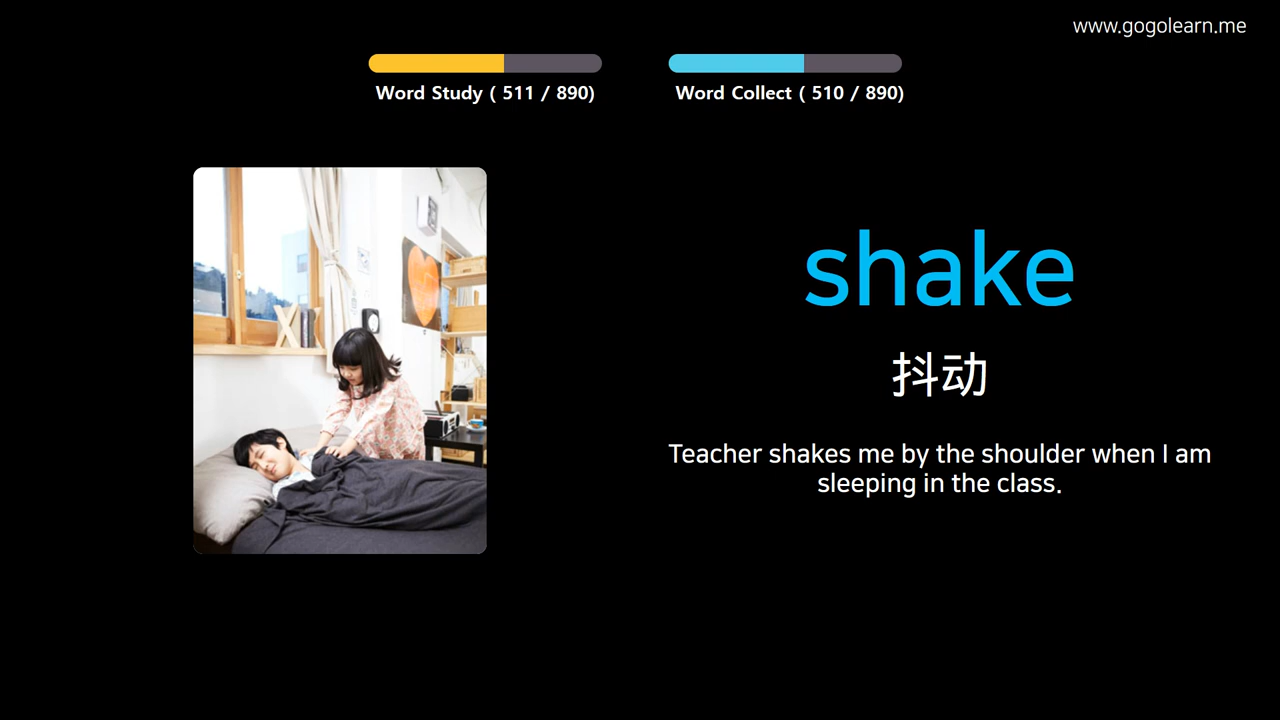 www.gogolearn.me
Word Study ( 511 / 890)
Word Collect ( 510 / 890)
shake
抖动
Teacher shakes me by the shoulder when I am
sleeping in the class.